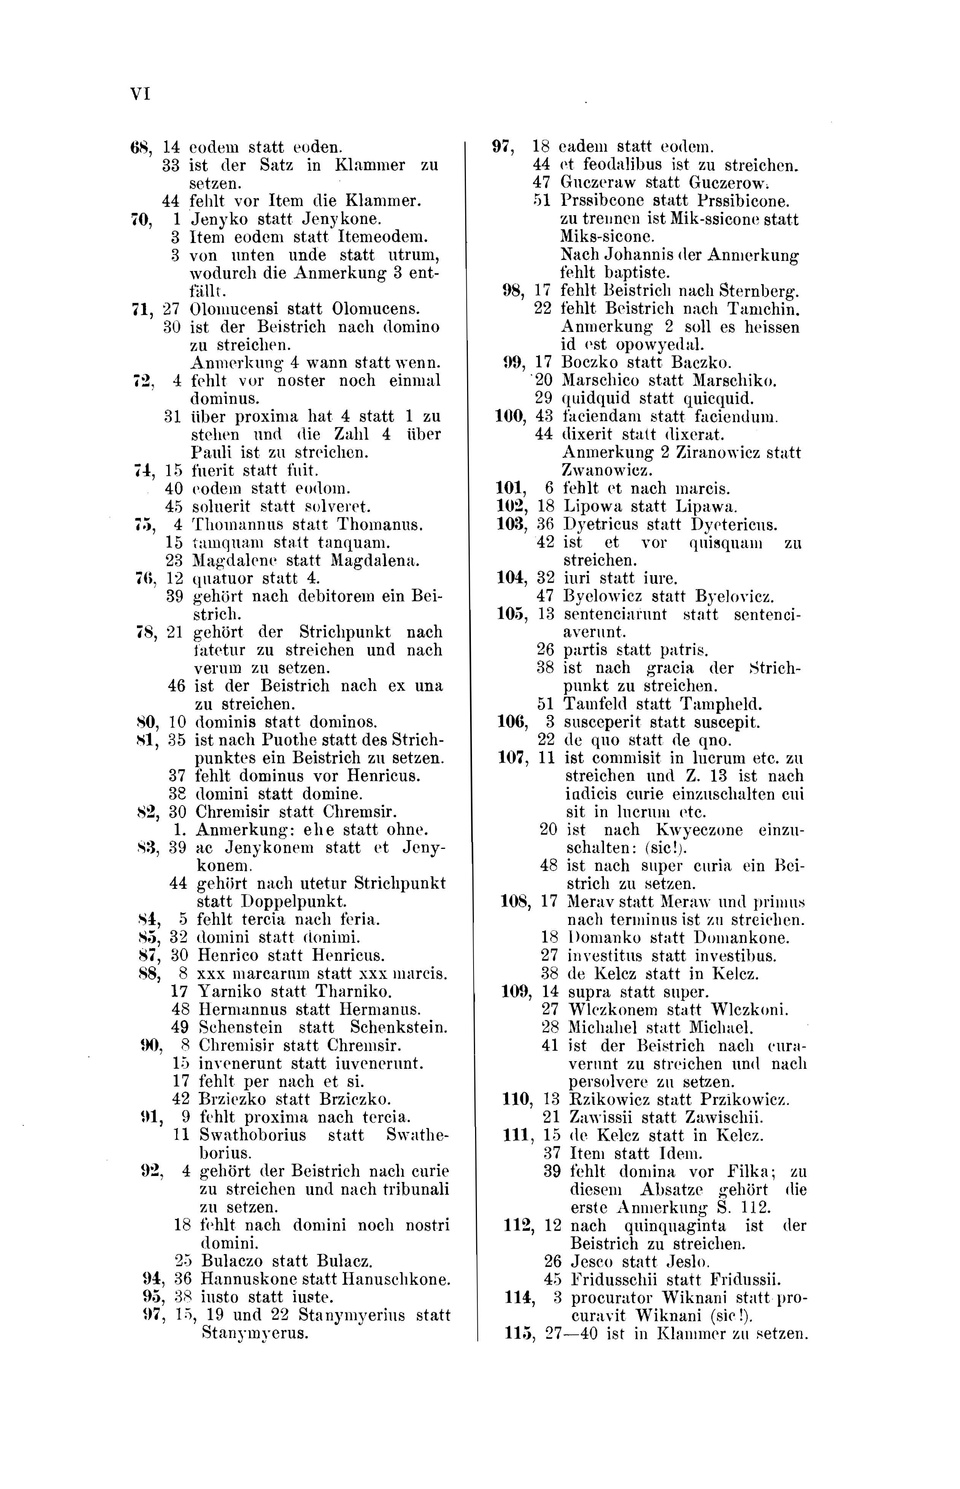 VI
68, 14 eodem statt eoden.
33 ist der Satz in Klammer zu
setzen.
44 fehlt vor Item die Klammer.
70, 1 Jenyko statt Jenykone.
3 Item eodem statt Itemeodem.
3 von unten unde statt utrum,
wodurch die Anmerkung 3 ent-
fällt.
71, 27 Olomucensi statt Olomucens.
30 ist der Beistrich nach domino
zu streichen.
Anmerkung 4 wann statt wenn.
72, 4 fehlt vor noster noch einmal
dominus.
31 über proxima hat 4 statt 1 zu
stehen und die Zahl 4 über
Pauli ist zu streichen.
74, 15 fuerit statt fuit.
40 eodem statt eodom.
45 soluerit statt solveret.
75, 4 Thomannus statt Thomanus.
15 tamquam statt tanquam.
23 Magdalene statt Magdalena.
76, 12 quatuor statt 4.
39 gehört nach debitorem ein Bei-
strich.
78, 21 gehört der Strichpunkt nach
fatetur zu streichen und nach
verum zu setzen.
46 ist der Beistrich nach ex una
zu streichen.
80, 10 dominis statt dominos.
81, 35 ist nach Puothe statt des Strich-
punktes ein Beistrich zu setzen.
37 fehlt dominus vor Henricus.
38 domini statt domine.
82, 30 Chremisir statt Chremsir.
1. Anmerkung: ehe statt ohne.
83, 39 ac Jenykonem statt et Jeny-
konem.
44 gehört nach utetur Strichpunkt
statt Doppelpunkt.
84, 5 fehlt tercia nach feria.
85, 32 domini statt donimi.
87, 30 Henrico statt Henricus.
88, 8 xxx marcarum statt xxx marcis.
17 Yarniko statt Tharniko.
48 Hermannus statt Hermanus.
49 Schenstein statt Schenkstein.
90, 8 Chremisir statt Chremsir.
15 invenerunt statt iuvenerunt.
17 fehlt per nach et si.
42 Brziczko statt Brziczko.
91, 9 fehlt proxima nach tercia.
11 Swathoborius statt Swathe-
borius.
92, 4 gehört der Beistrich nach curie
zu streichen und nach tribunali
zu setzen.
18 fehlt nach domini noch nostri
domini.
25 Bulaczo statt Bulacz.
94, 36 Hannuskone statt Hanuschkone.
95, 38 iusto statt iuste.
97, 15, 19 und 22 Stanymyerius statt
Stanymyerus.
97, 18 eadem statt eodem.
44 et feodalibus ist zu streichen.
47 Guczeraw statt Guczerow.
51 Prssibcone statt Prssibicone.
zu trennen ist Mik-ssicone statt
Miks-sicone.
Nach Johannis der Anmerkung
fehlt baptiste.
98, 17 fehlt Beistrich nach Sternberg.
22 fehlt Beistrich nach Tamchin.
Anmerkung 2 soll es heissen
id est opowyedal.
99, 17 Boczko statt Baczko.
20 Marschico statt Marschiko.
29 quidquid statt quicquid.
100, 43 faciendam statt faciendum.
44 dixerit statt dixerat.
Anmerkung 2 Ziranowicz statt
Zwanowicz.
101, 6 fehlt et nach marcis.
102, 18 Lipowa statt Lipawa.
103, 36 Dyetricus statt Dyctericus.
42 ist et vor quisquam zu
streichen.
104, 32 iuri statt iure.
47 Byelowicz statt Byelovicz.
105, 13 sentenciarunt statt sentenci-
averunt.
26 partis statt patris.
38 ist nach gracia der Strich-
punkt zu streichen.
51 Tamfeld statt Tampheld.
106, 3 susceperit statt suscepit.
22 de quo statt de qno.
107, 11 ist commisit in lucrum etc. zu
streichen und Z. 13 ist nach
iudicis curie einzuschalten cui
sit in lucrum etc.
20 ist nach Kwyeczone einzu-
schalten: (sic!).
48 ist nach super curia ein Bei-
strich zu setzen.
108, 17 Merav statt Meraw und primus
nach terminus ist zu streichen.
18 Domanko statt Domankone.
27 investitus statt investibus.
38 de Kelcz statt in Kelcz.
109, 14 supra statt super.
27 Wlczkonem statt Wlczkoni.
28 Michahel statt Michael.
41 ist der Beistrich nach cura-
verunt zu streichen und nach
persolvere zu setzen.
110, 13 Rzikowicz statt Przikowicz.
21 Zawissii statt Zawischii.
111, 15 de Kelcz statt in Kelcz.
37 Item statt Idem.
39 fehlt domina vor Filka; zu
diesem Absatze gehört die
erste Anmerkung S. 112.
112, 12 nach quinquaginta ist der
Beistrich zu streichen.
26 Jesco statt Jeslo.
45 Fridusschii statt Fridussii.
114, 3 procurator Wiknani statt pro-
curavit Wiknani (sic!).
115, 27—40 ist in Klammer zu setzen.